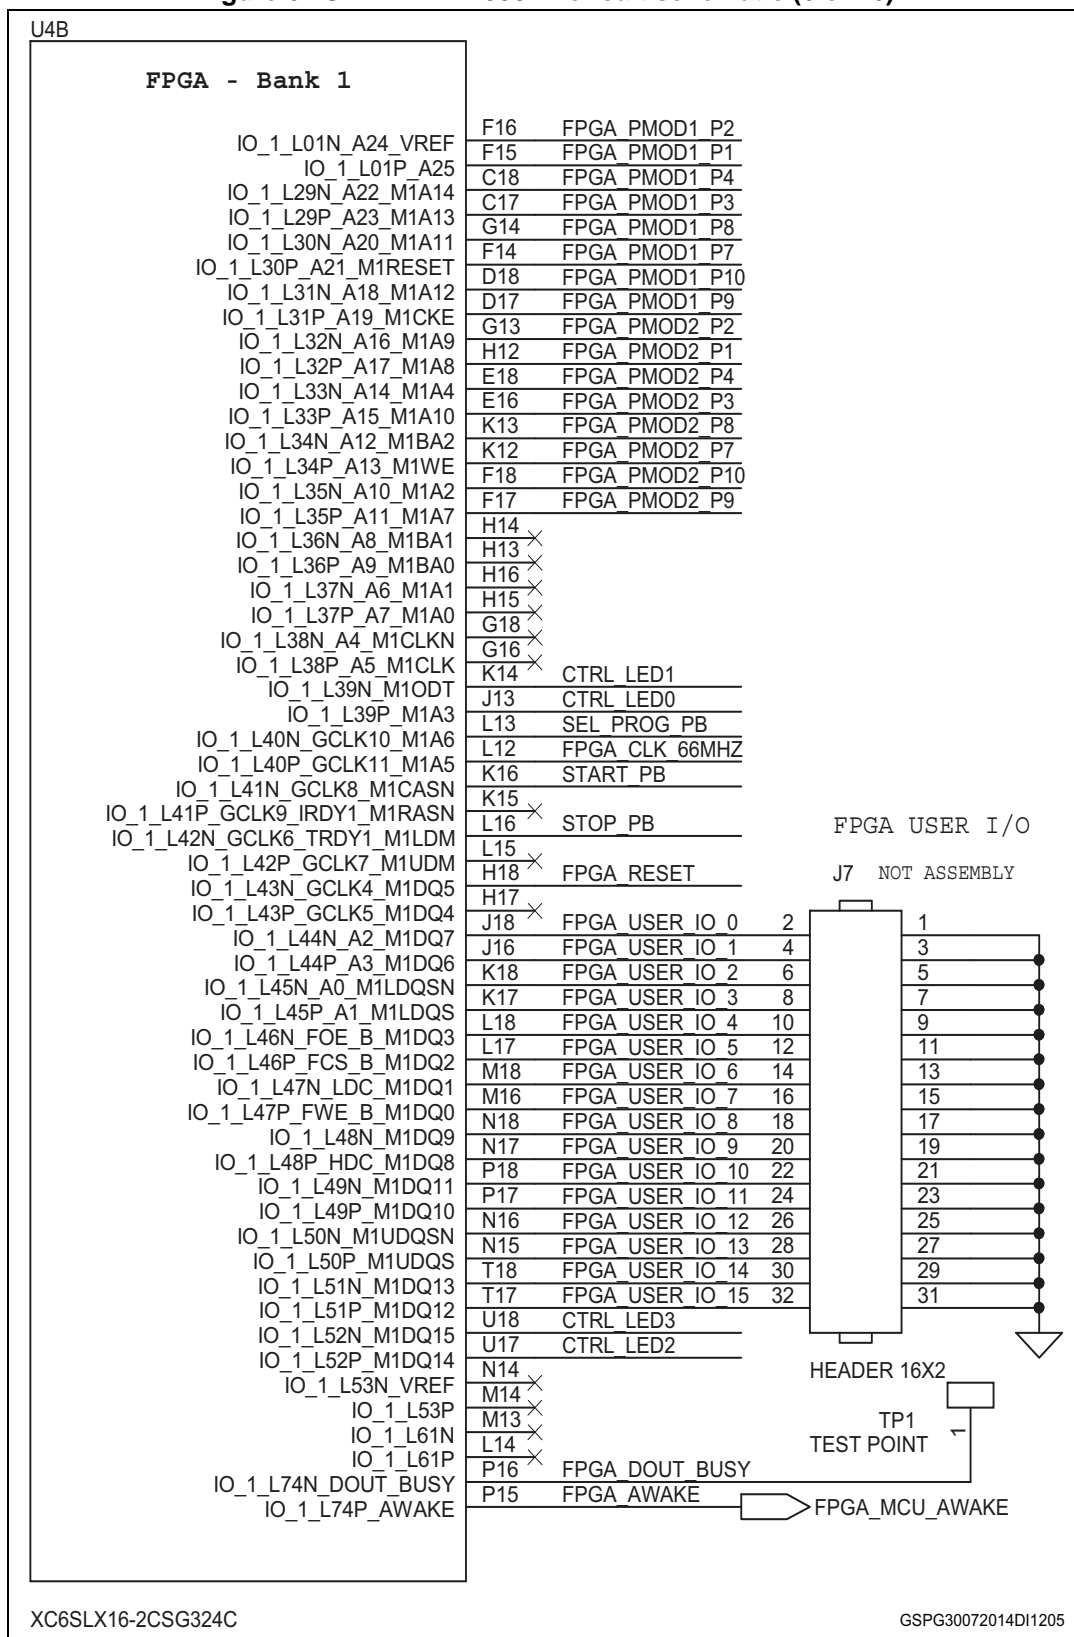 U4B
FPGA - Bank 1
IO_1_L01N_A24_VREF F16 FPGA_PMOD1_P2
IO_1_L01P_A25 F15 FPGA_PMOD1_P1
IO_1_L29N_A22_M1A14 C18 FPGA_PMOD1_P4
IO_1_L29P_A23_M1A13 C17 FPGA_PMOD1_P3
IO_1_L30N_A20_M1A11 G14 FPGA_PMOD1_P8
IO_1_L30P_A21_M1RESET F14 FPGA_PMOD1_P7
IO_1_L31N_A18_M1A12 D18 FPGA_PMOD1_P10
IO_1_L31P_A19_M1CKE D17 FPGA_PMOD1_P9
IO_1_L32N_A16_M1A9 G13 FPGA_PMOD2_P2
IO_1_L32P_A17_M1A8 H12 FPGA_PMOD2_P1
IO_1_L33N_A14_M1A4 E18 FPGA_PMOD2_P4
IO_1_L33P_A15_M1A10 E16 FPGA_PMOD2_P3
IO_1_L34N_A12_M1BA2 K13 FPGA_PMOD2_P8
IO_1_L34P_A13_M1WE K12 FPGA_PMOD2_P7
IO_1_L35N_A10_M1A2 F18 FPGA_PMOD2_P10
IO_1_L35P_A11_M1A7 F17 FPGA_PMOD2_P9
IO_1_L36N_A8_M1BA1 H14
IO_1_L36P_A9_M1BA0 H13
IO_1_L37N_A6_M1A1 H16
IO_1_L37P_A7_M1A0 H15
IO_1_L38N_A4_M1CLKN G18
IO_1_L38P_A5_M1CLK G16
IO_1_L39N_M1ODT K14 CTRL_LED1
IO_1_L39P_M1A3 J13 CTRL_LED0
IO_1_L40N_GCLK10_M1A6 L13 SEL_PROG_PB
IO_1_L40P_GCLK11_M1A5 L12 FPGA_CLK_66MHZ
IO_1_L41N_GCLK8_M1CASN K16 START_PB
IO_1_L41P_GCLK9_IRDY1_M1RASN K15
IO_1_L42N_GCLK6_TRDY1_M1LDM L16 STOP_PB
IO_1_L42P_GCLK7_M1UDM L15
IO_1_L43N_GCLK4_M1DQ5 H18 FPGA_RESET
IO_1_L43P_GCLK5_M1DQ4 H17
FPGA USER I/O
J7 NOT ASSEMBLY
IO_1_L44N_A2_M1DQ7 J18 FPGA_USER_IO_0 2 1
IO_1_L44P_A3_M1DQ6 J16 FPGA_USER_IO_1 4 3
IO_1_L45N_A0_M1LDQSN K18 FPGA_USER_IO_2 6 5
IO_1_L45P_A1_M1LDQS K17 FPGA_USER_IO_3 8 7
IO_1_L46N_FOE_B_M1DQ3 L18 FPGA_USER_IO_4 10 9
IO_1_L46P_FCS_B_M1DQ2 L17 FPGA_USER_IO_5 12 11
IO_1_L47N_LDC_M1DQ1 M18 FPGA_USER_IO_6 14 13
IO_1_L47P_FWE_B_M1DQ0 M16 FPGA_USER_IO_7 16 15
IO_1_L48N_M1DQ9 N18 FPGA_USER_IO_8 18 17
IO_1_L48P_HDC_M1DQ8 N17 FPGA_USER_IO_9 20 19
IO_1_L49N_M1DQ11 P18 FPGA_USER_IO_10 22 21
IO_1_L49P_M1DQ10 P17 FPGA_USER_IO_11 24 23
IO_1_L50N_M1UDQSN N16 FPGA_USER_IO_12 26 25
IO_1_L50P_M1UDQS N15 FPGA_USER_IO_13 28 27
IO_1_L51N_M1DQ13 T18 FPGA_USER_IO_14 30 29
IO_1_L51P_M1DQ12 T17 FPGA_USER_IO_15 32 31
IO_1_L52N_M1DQ15 U18 CTRL_LED3
IO_1_L52P_M1DQ14 U17 CTRL_LED2
HEADER 16X2
IO_1_L53N_VREF N14
IO_1_L53P M14
IO_1_L61N M13
IO_1_L61P L14
TP1
TEST POINT 1
IO_1_L74N_DOUT_BUSY P16 FPGA_DOUT_BUSY
IO_1_L74P_AWAKE P15 FPGA_AWAKE FPGA_MCU_AWAKE
XC6SLX16-2CSG324C
GSPG30072014DI1205